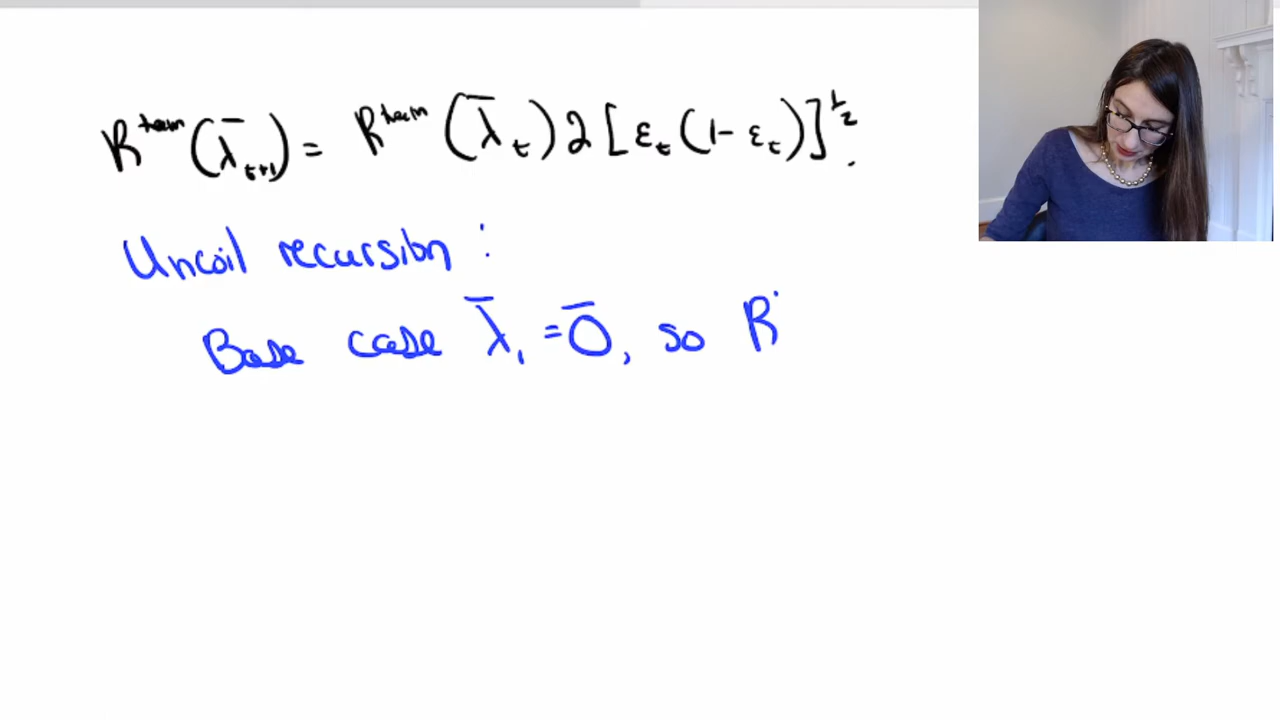 R^train(λ̄_{t+1}) = R^train(λ̄_t) 2 [ε_t(1 - ε_t)]^{1/2}.
Uncoil recursion :
Base case λ̄_1 = 0̄, so R